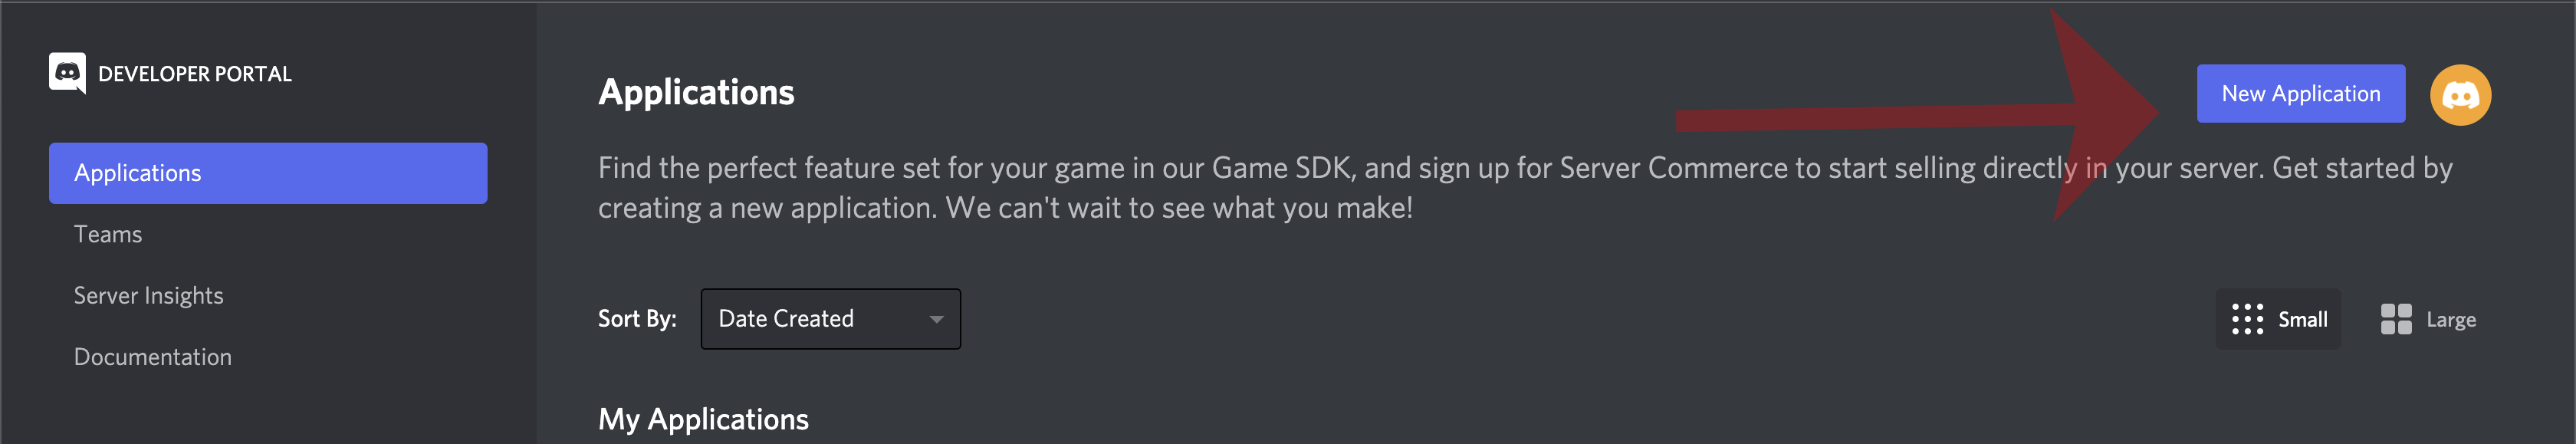 DEVELOPER PORTAL
Applications
Teams
Server Insights
Documentation
Applications
New Application
Find the perfect feature set for your game in our Game SDK, and sign up for Server Commerce to start selling directly in your server. Get started by
creating a new application. We can't wait to see what you make!
Sort By: Date Created
Small Large
My Applications